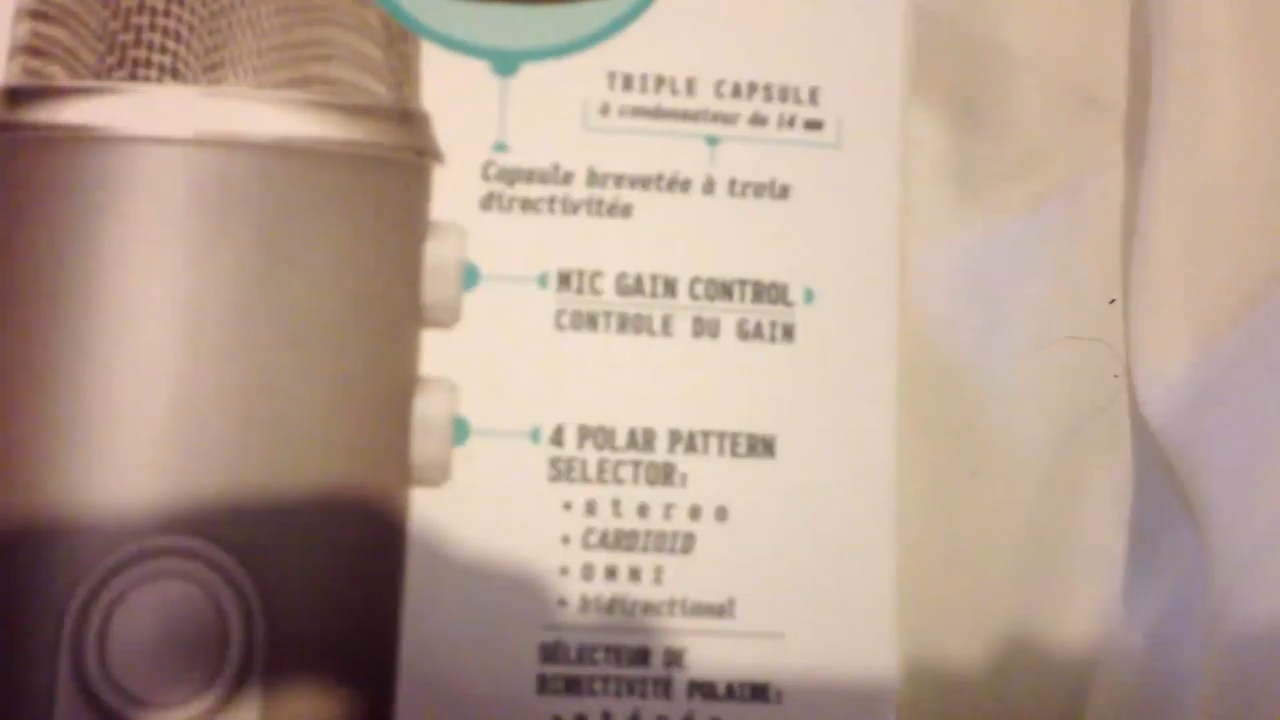 TRIPLE CAPSULE
à condensateur de 14 mm
Capsule brevetée à trois
directivités
MIC GAIN CONTROL
CONTROLE DU GAIN
4 POLAR PATTERN
SELECTOR:
• stereo
• CARDIOID
• OMNI
• bidirectional
SÉLECTEUR DE
DIRECTIVITÉ POLAIRE: